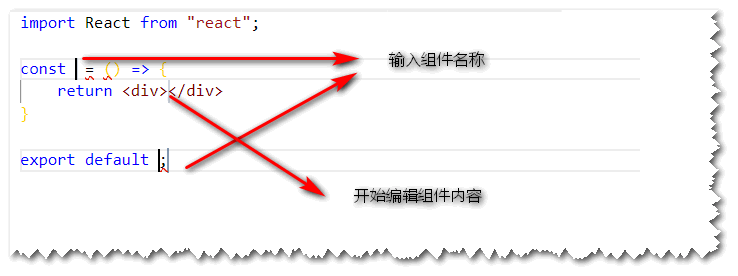 import React from "react";
const = () => {
输入组件名称
return <div></div>
}
export default ;
开始编辑组件内容